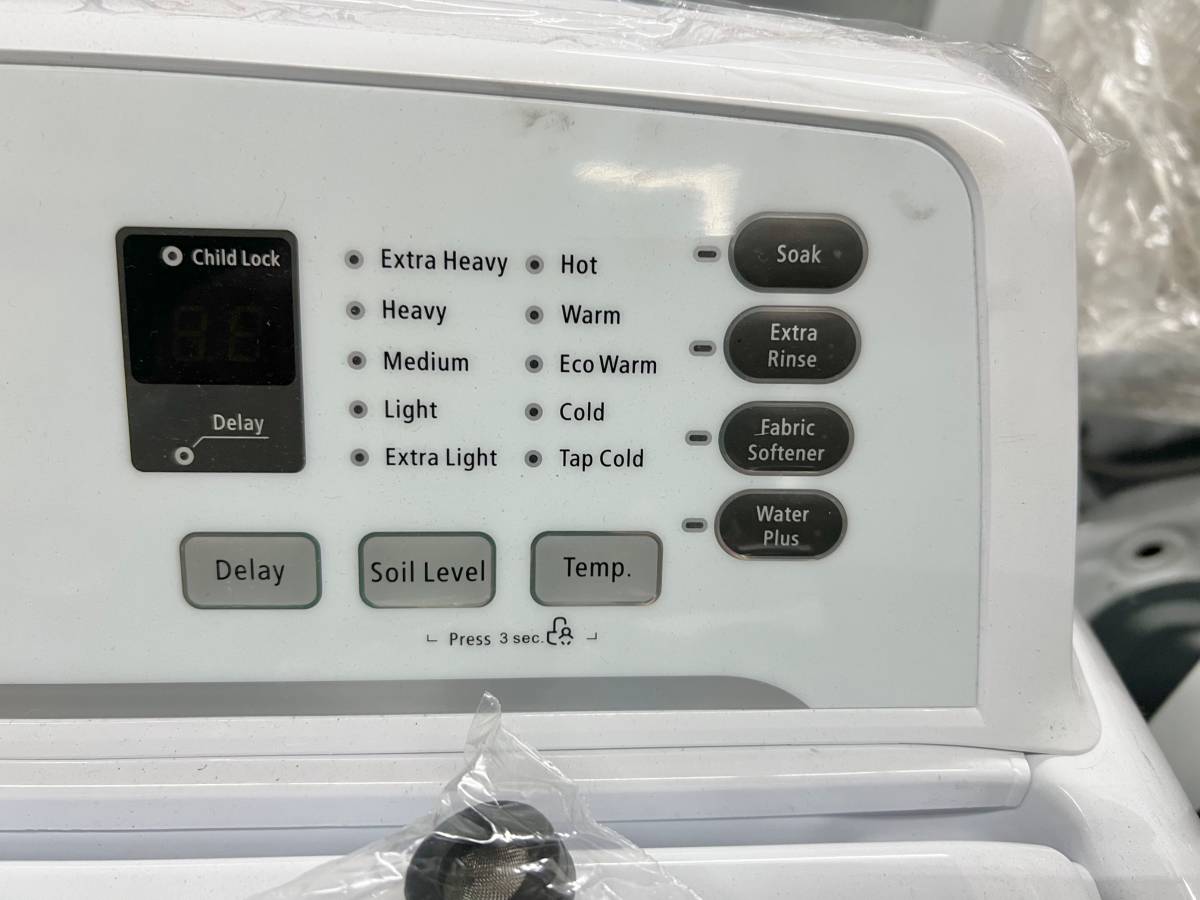 Child Lock
Delay
Extra Heavy
Heavy
Medium
Light
Extra Light
Hot
Warm
Eco Warm
Cold
Tap Cold
Soak
Extra
Rinse
Fabric
Softener
Water
Plus
Delay
Soil Level
Temp.
Press 3 sec.